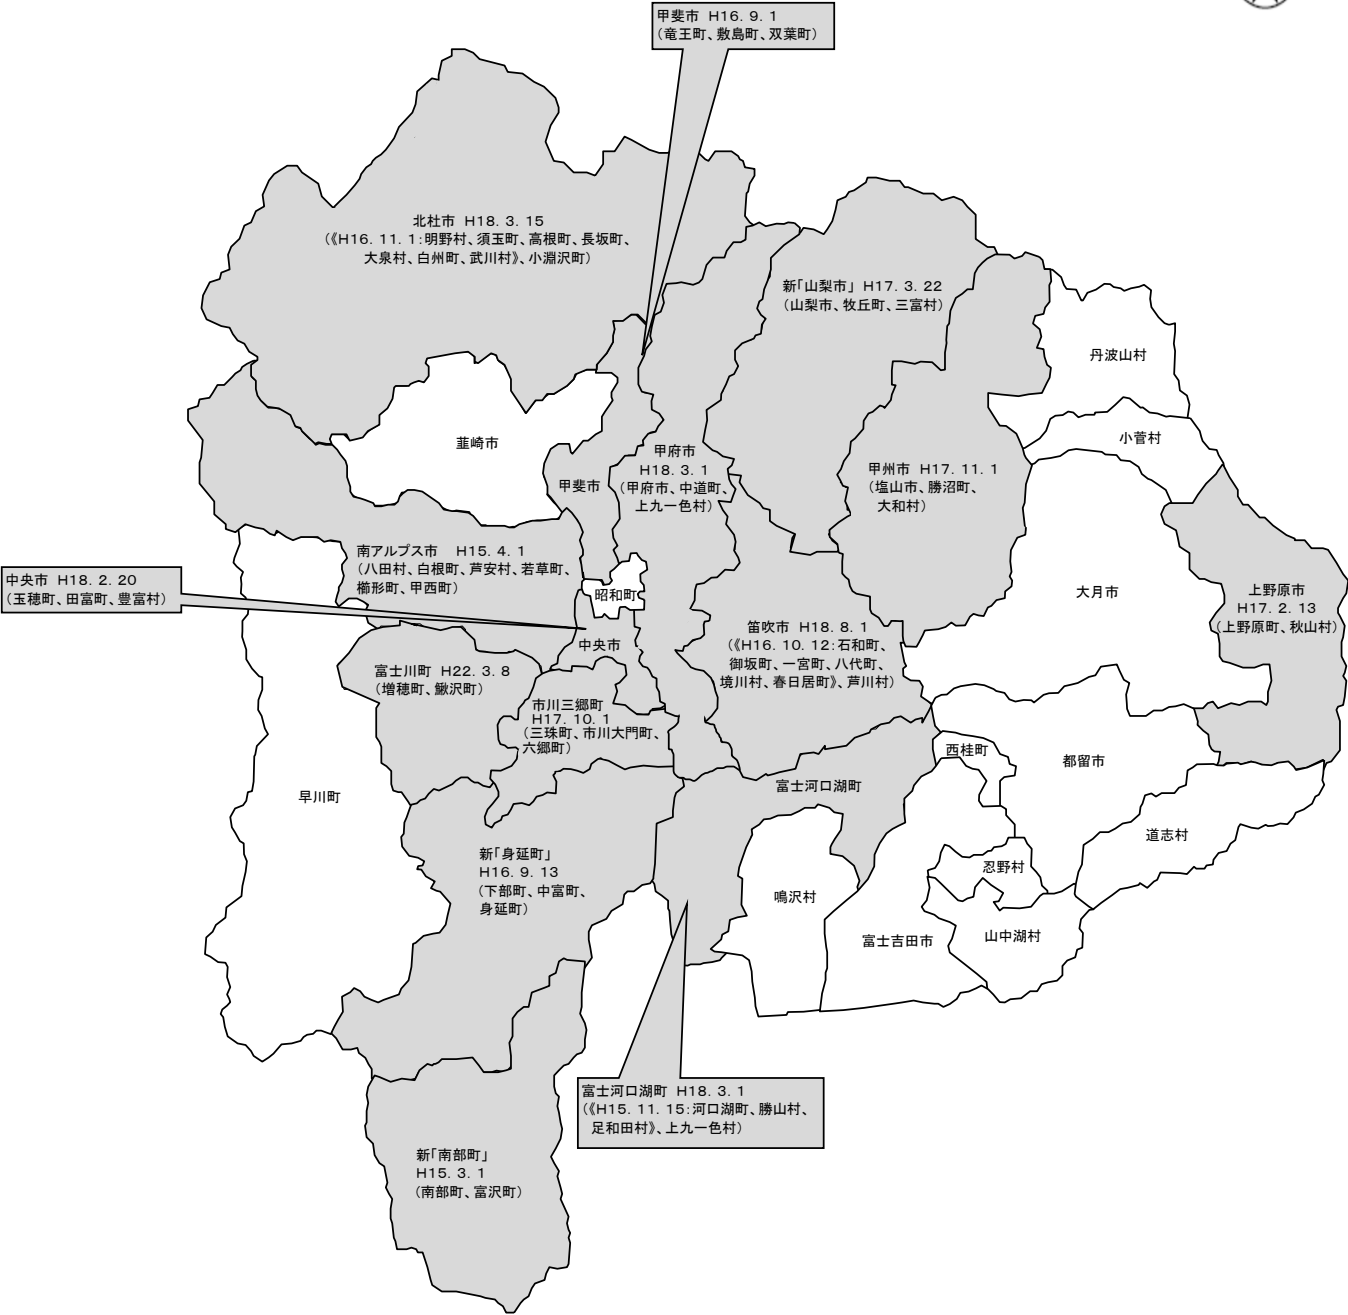 甲斐市 H16. 9. 1
（竜王町、敷島町、双葉町）
北杜市 H18. 3. 15
（《H16. 11. 1：明野村、須玉町、高根町、長坂町、
大泉村、白州町、武川村》、小淵沢町）
新「山梨市」 H17. 3. 22
（山梨市、牧丘町、三富村）
丹波山村
小菅村
韮崎市
甲府市
H18. 3. 1
（甲府市、中道町、
上九一色村）
甲州市 H17. 11. 1
（塩山市、勝沼町、
大和村）
甲斐市
南アルプス市 H15. 4. 1
（八田村、白根町、芦安村、若草町、
櫛形町、甲西町）
中央市 H18. 2. 20
（玉穂町、田富町、豊富村）
昭和町
大月市
上野原市
H17. 2. 13
（上野原町、秋山村）
中央市
笛吹市 H18. 8. 1
（《H16. 10. 12：石和町、
御坂町、一宮町、八代町、
境川村、春日居町》、芦川村）
富士川町 H22. 3. 8
（増穂町、鰍沢町）
市川三郷町
H17. 10. 1
（三珠町、市川大門町、
六郷町）
西桂町
都留市
富士河口湖町
早川町
道志村
新「身延町」
H16. 9. 13
（下部町、中富町、
身延町）
忍野村
鳴沢村
富士吉田市
山中湖村
富士河口湖町 H18. 3. 1
（《H15. 11. 15：河口湖町、勝山村、
足和田村》、上九一色村）
新「南部町」
H15. 3. 1
（南部町、富沢町）